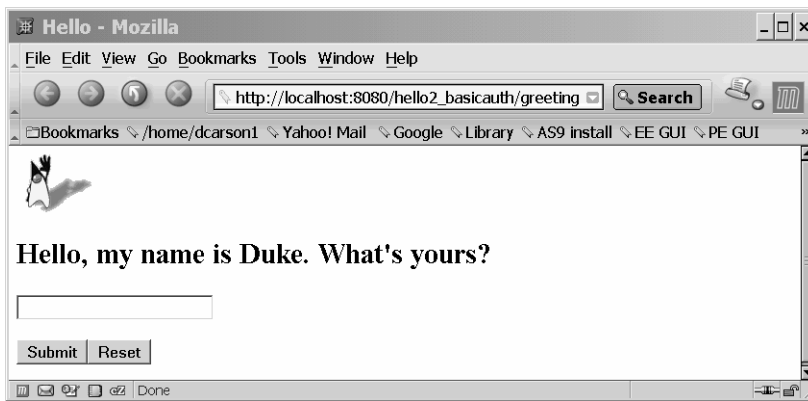 Hello - Mozilla
File Edit View Go Bookmarks Tools Window Help
http://localhost:8080/hello2_basicauth/greeting Search
Bookmarks /home/dcarson1 Yahoo! Mail Google Library AS9 install EE GUI PE GUI »
Hello, my name is Duke. What's yours?
Submit Reset
Done